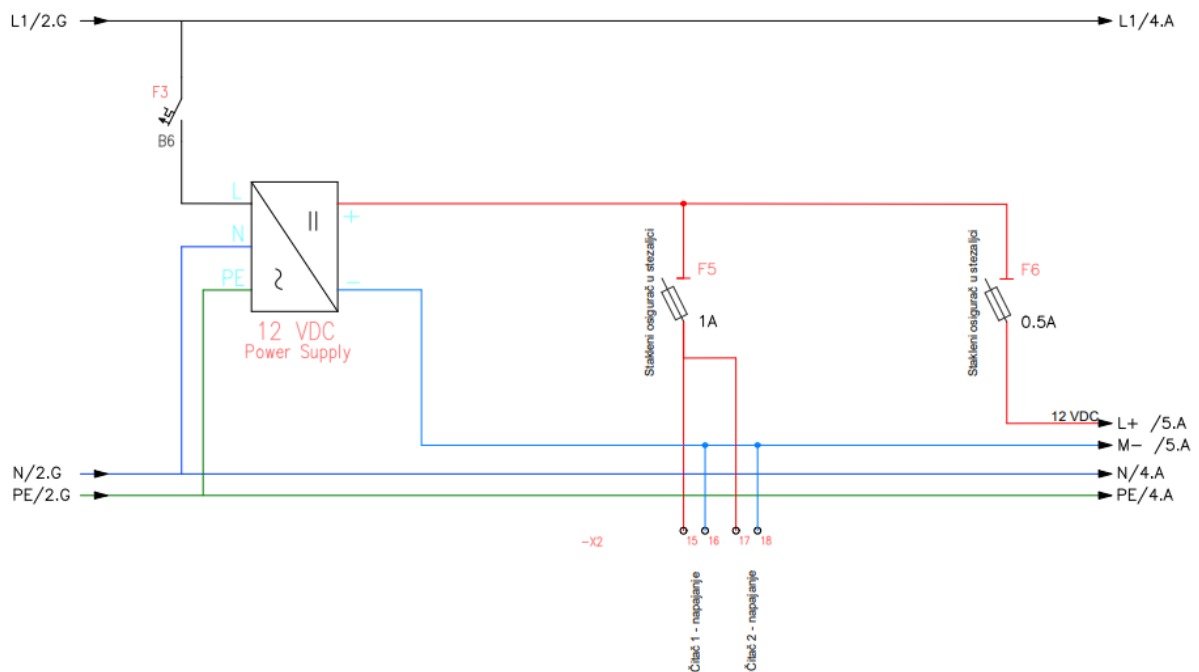 L1/2.G
L1/4.A
F3
B6
L
N
PE
+
-
12 VDC
Power Supply
Stakleni osigurač u stezaljci
F5
1A
Stakleni osigurač u stezaljci
F6
0.5A
12 VDC
L+ /5.A
M- /5.A
N/2.G
N/4.A
PE/2.G
PE/4.A
-X2
15
16
17
18
Čitač 1 - napajanje
Čitač 2 - napajanje